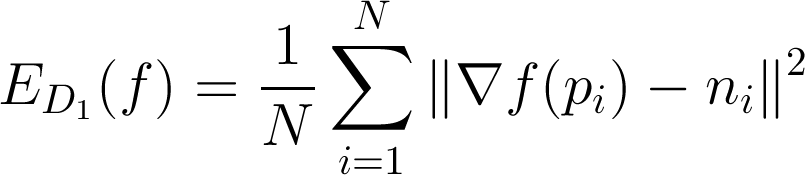 $E_{D_1}(f) = \frac{1}{N} \sum_{i=1}^{N} \| \nabla f(p_i) - n_i \|^2$